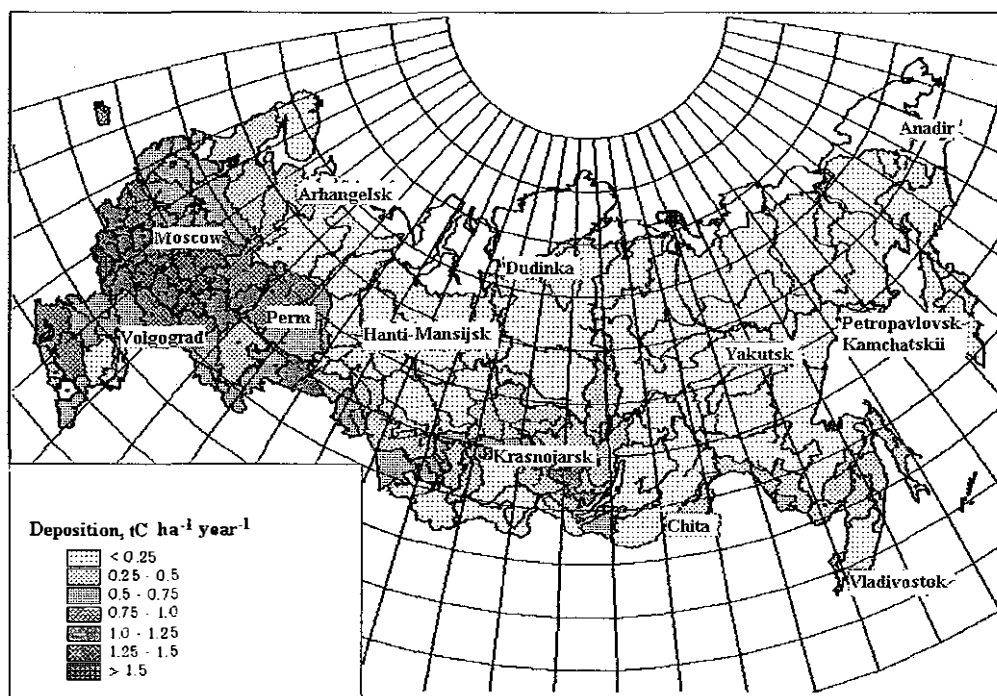 Anadir
Arhangelsk
Moscow
Dudinka
Perm
Volgograd
Hanti-Mansijsk
Petropavlovsk-
Kamchatskii
Yakutsk
Krasnojarsk
Chita
Vladivostok
Deposition, tC ha-1 year-1
< 0.25
0.25 - 0.5
0.5 - 0.75
0.75 - 1.0
1.0 - 1.25
1.25 - 1.5
> 1.5